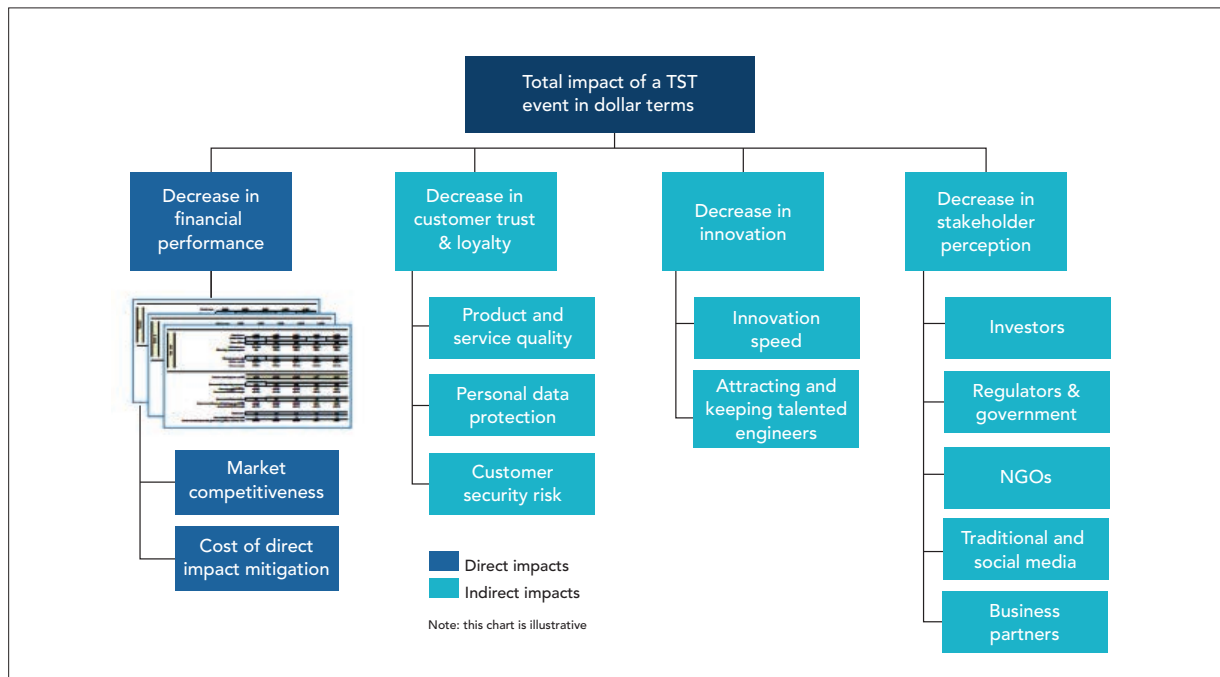 Total impact of a TST
event in dollar terms
Decrease in
financial
performance
Market
competitiveness
Cost of direct
impact mitigation
Decrease in
customer trust
& loyalty
Product and
service quality
Personal data
protection
Customer
security risk
Decrease in
innovation
Innovation
speed
Attracting and
keeping talented
engineers
Decrease in
stakeholder
perception
Investors
Regulators &
government
NGOs
Traditional and
social media
Business
partners
Direct impacts
Indirect impacts
Note: this chart is illustrative